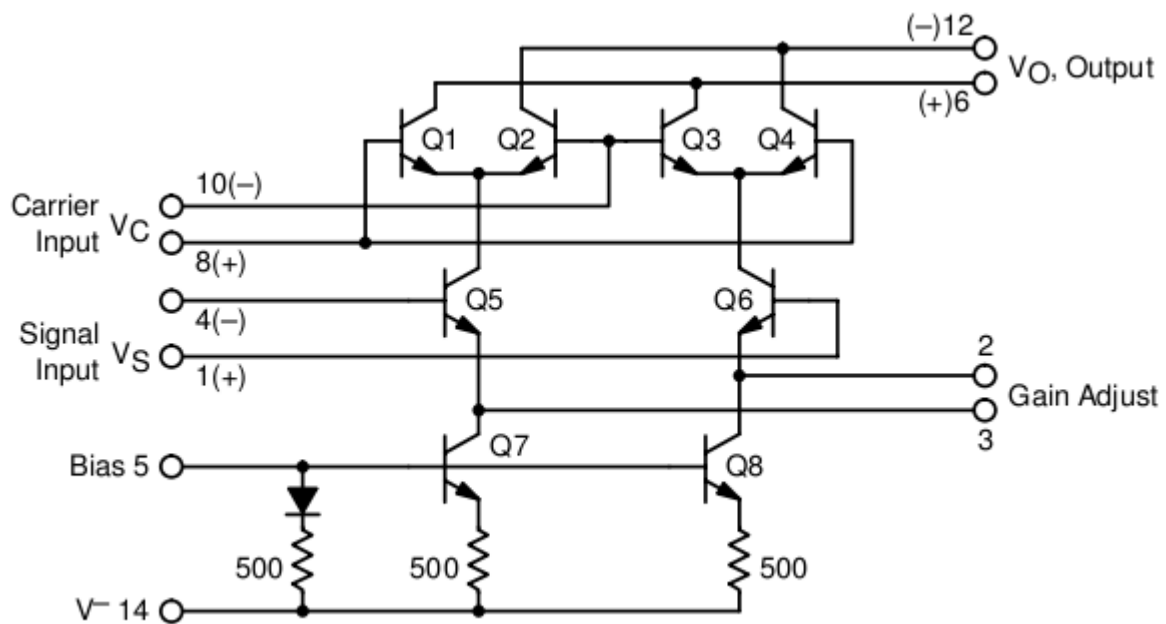 (–)12
VO, Output
(+)6
Q1
Q2
Q3
Q4
10(–)
Carrier
Input
VC
8(+)
Q5
Q6
4(–)
Signal
Input
VS
1(+)
2
Gain Adjust
3
Bias 5
Q7
Q8
500
500
500
V– 14